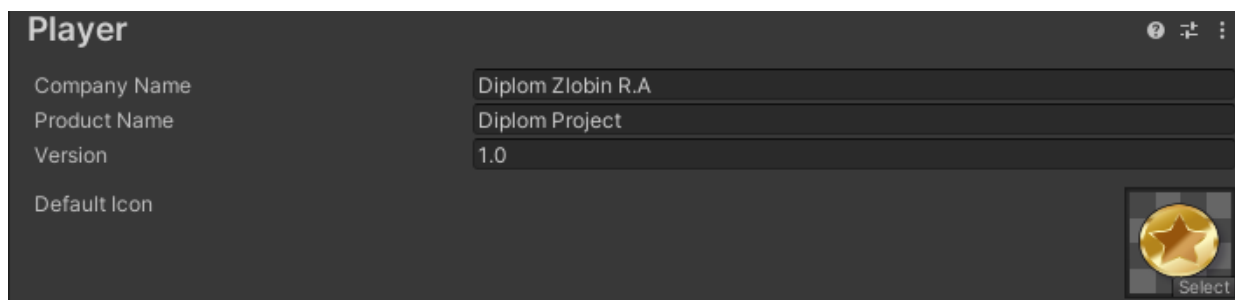 Player
Company Name Diplom Zlobin R.A
Product Name Diplom Project
Version 1.0
Default Icon
Select